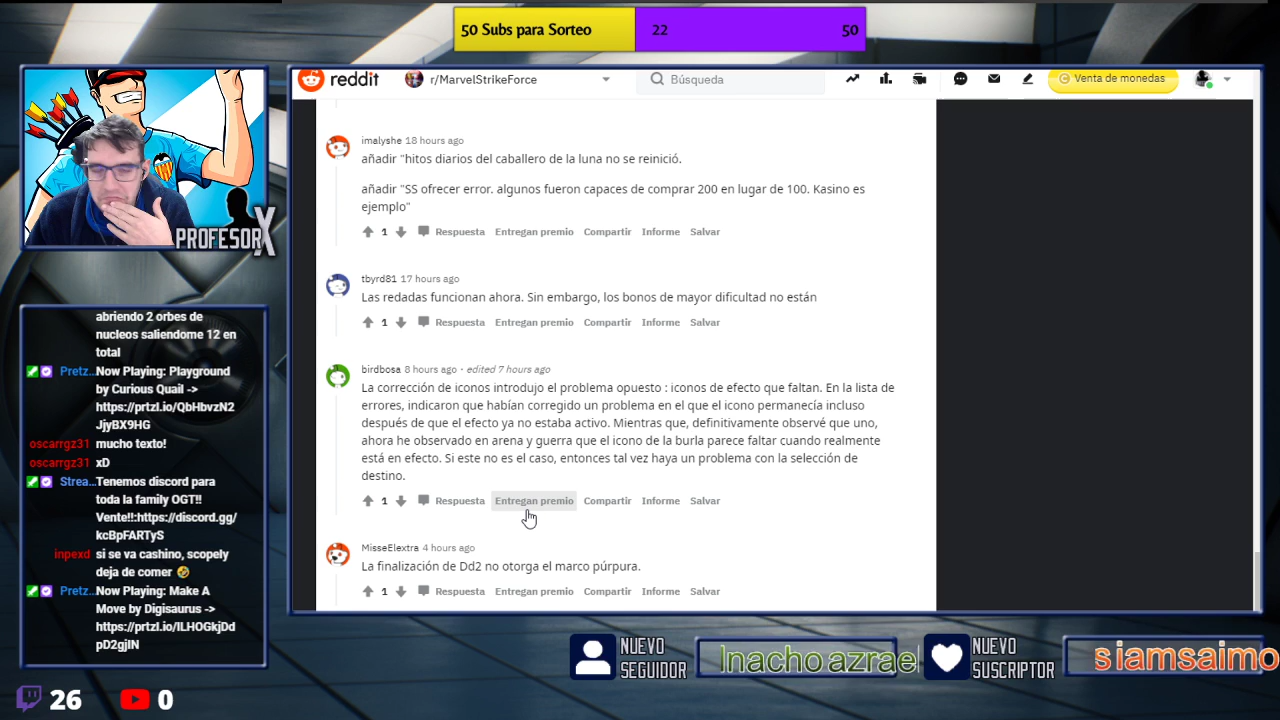 50 Subs para Sorteo 22 50
reddit r/MarvelStrikeForce Búsqueda Venta de monedas
PROFESORX
abriendo 2 orbes de
nucleos saliendome 12 en
total
Pretz... Now Playing: Playground
by Curious Quail ->
https://prtzl.io/QbHbvzN2
JjyBX9HG
oscarrgz31 mucho texto!
oscarrgz31 xD
Strea... Tenemos discord para
toda la family OGT!!
Vente!!:https://discord.gg/
kcBpFARTyS
inpexd si se va cashino, scopely
deja de comer 🤣
Pretz... Now Playing: Make A
Move by Digisaurus ->
https://prtzl.io/ILHOGkjDd
pD2gjIN
imalyshe 18 hours ago
añadir "hitos diarios del caballero de la luna no se reinició.
añadir "SS ofrecer error. algunos fueron capaces de comprar 200 en lugar de 100. Kasino es
ejemplo"
1 Respuesta Entregan premio Compartir Informe Salvar
tbyrd81 17 hours ago
Las redadas funcionan ahora. Sin embargo, los bonos de mayor dificultad no están
1 Respuesta Entregan premio Compartir Informe Salvar
birdbosa 8 hours ago · edited 7 hours ago
La corrección de iconos introdujo el problema opuesto : iconos de efecto que faltan. En la lista de
errores, indicaron que habían corregido un problema en el que el icono permanecía incluso
después de que el efecto ya no estaba activo. Mientras que, definitivamente observé que uno,
ahora he observado en arena y guerra que el icono de la burla parece faltar cuando realmente
está en efecto. Si este no es el caso, entonces tal vez haya un problema con la selección de
destino.
1 Respuesta Entregan premio Compartir Informe Salvar
MisseElextra 4 hours ago
La finalización de Dd2 no otorga el marco púrpura.
1 Respuesta Entregan premio Compartir Informe Salvar
NUEVO
SEGUIDOR
Inacho azrae
NUEVO
SUSCRIPTOR
siamsaimo
26 0